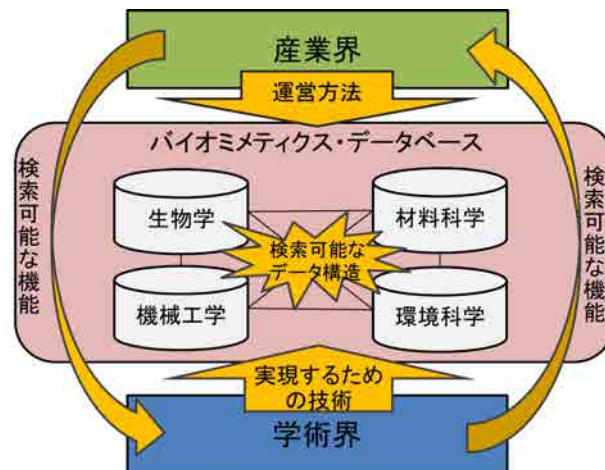 産業界
運営方法
バイオミメティクス・データベース
検索可能な機能
検索可能な機能
生物学
材料科学
検索可能な
データ構造
機械工学
環境科学
実現するため
の技術
学術界